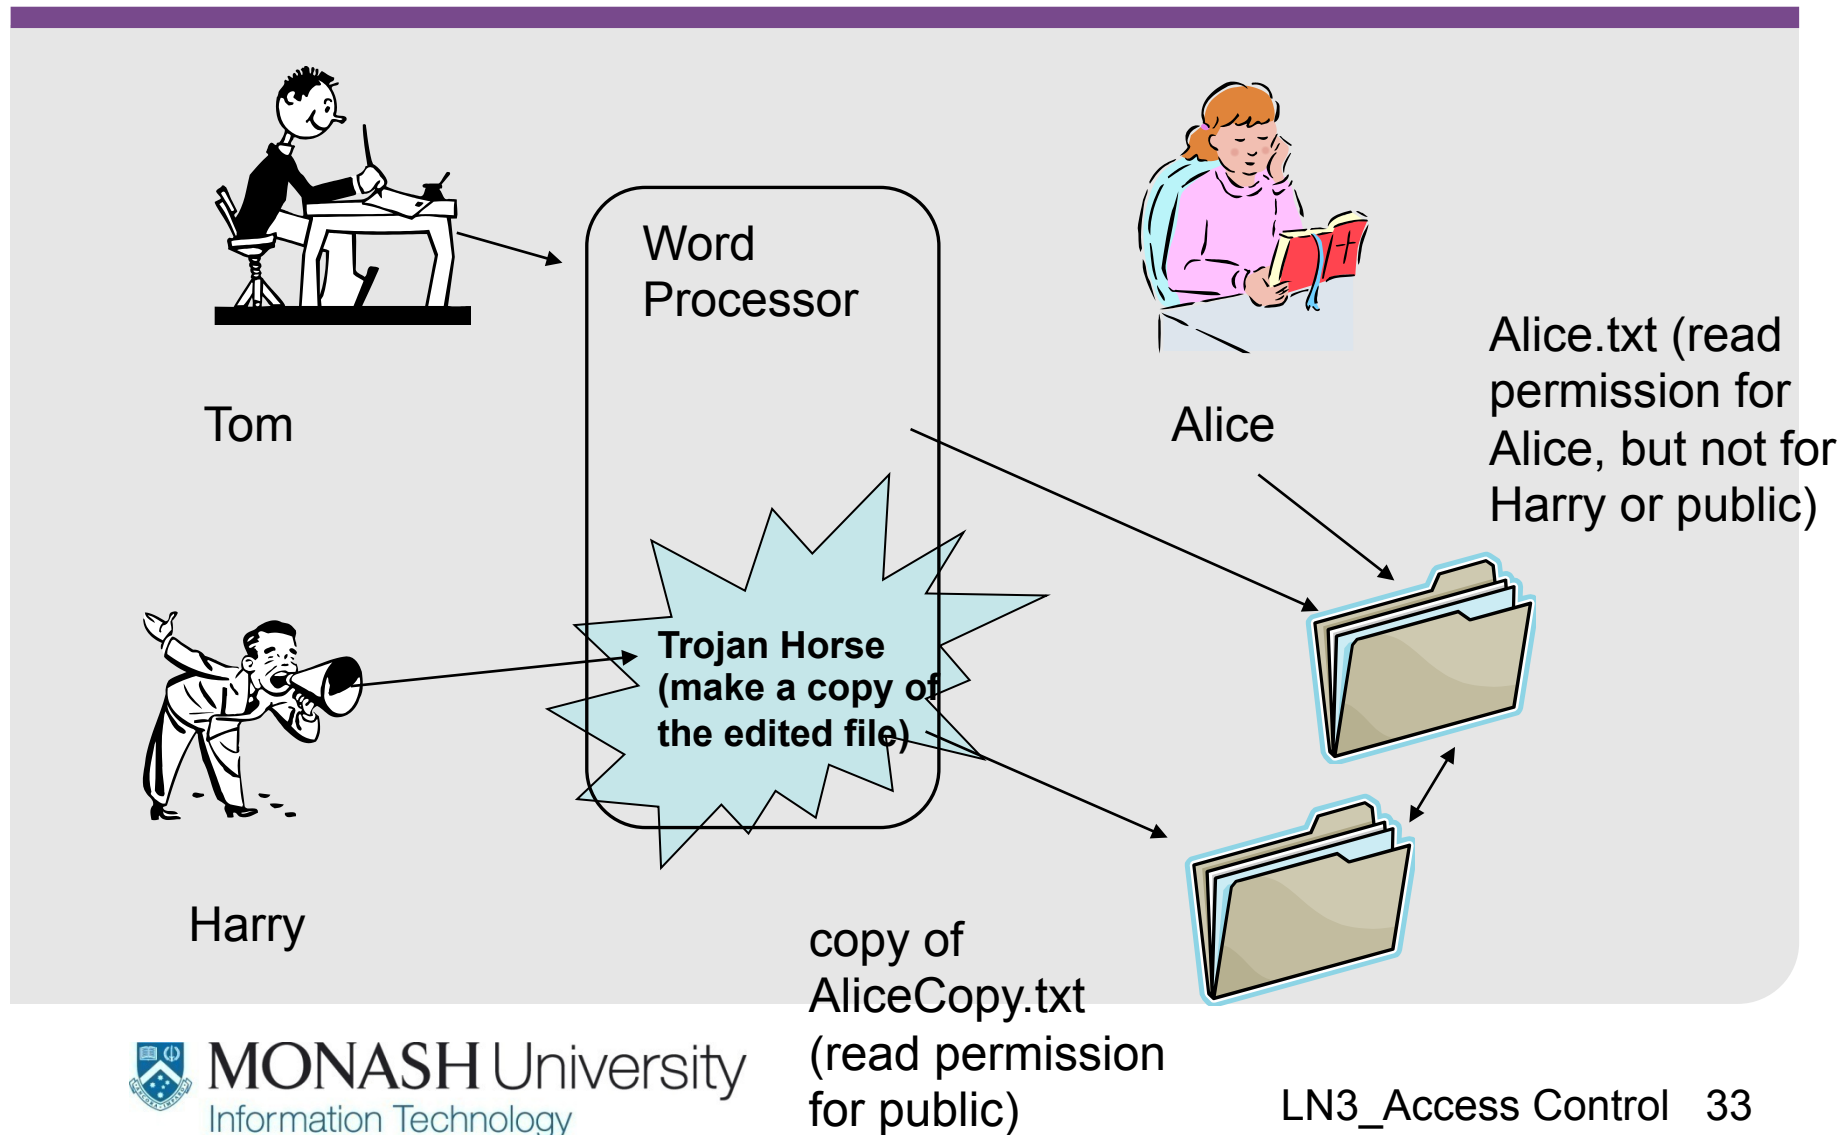 Word
Processor
Tom
Alice
Alice.txt (read
permission for
Alice, but not for
Harry or public)
Trojan Horse
(make a copy of
the edited file)
Harry
copy of
AliceCopy.txt
(read permission
for public)
MONASH University
Information Technology
LN3_Access Control 33